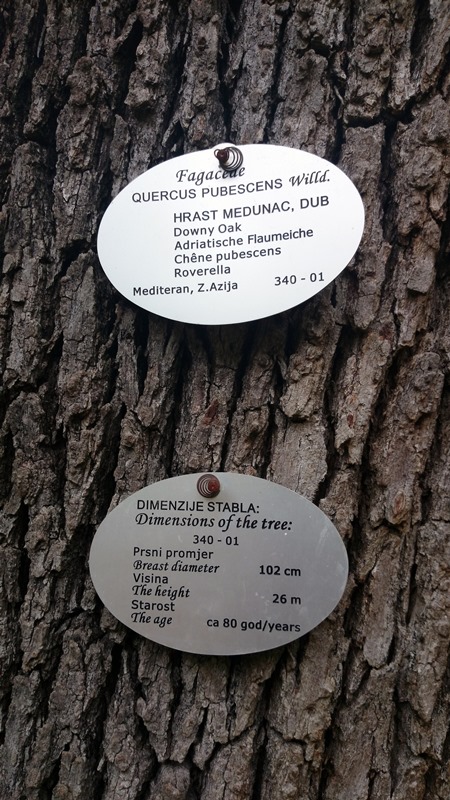 Fagaceae
QUERCUS PUBESCENS Willd.
HRAST MEDUNAC, DUB
Downy Oak
Adriatische Flaumeiche
Chêne pubescens
Roverella
Mediteran, Z.Azija 340 - 01
DIMENZIJE STABLA:
Dimensions of the tree:
340 - 01
Prsni promjer
Breast diameter 102 cm
Visina
The height 26 m
Starost
The age ca 80 god/years